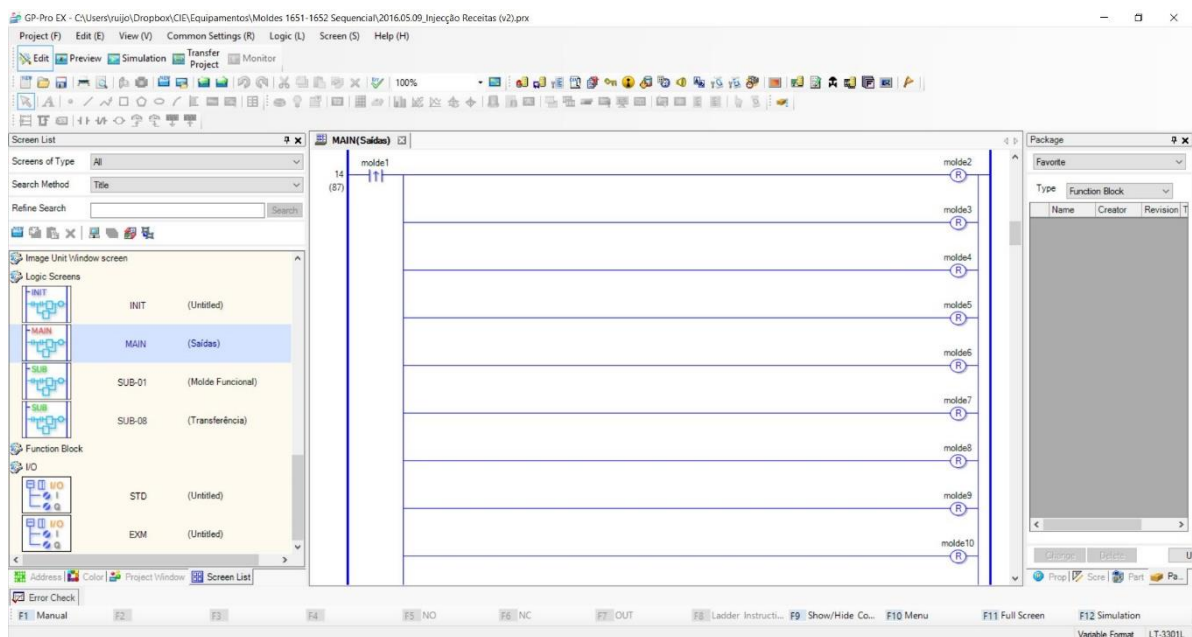 GP-Pro EX - C:\Users\ruijo\Dropbox\CIE\Equipamentos\Moldes 1651-1652 Sequencial\2016.05.09_Injecção Receitas (v2).prx
Project (F) Edit (E) View (V) Common Settings (R) Logic (L) Screen (S) Help (H)
Edit Preview Simulation Transfer Project Monitor
100%
Screen List
Screens of Type All
Search Method Title
Refine Search Search
Image Unit Window screen
Logic Screens
INIT
INIT (Untitled)
MAIN
MAIN (Saídas)
SUB
SUB-01 (Molde Funcional)
SUB
SUB-08 (Transferência)
Function Block
I/O
I/O
I
Q
STD (Untitled)
I/O
I
Q
EXM (Untitled)
Address Color Project Window Screen List
MAIN(Saídas)
14
(87)
molde1
molde2
R
molde3
R
molde4
R
molde5
R
molde6
R
molde7
R
molde8
R
molde9
R
molde10
R
Package
Favorite
Type Function Block
Name Creator Revision T
Change Delete U
Prop Scre Part Pa...
Error Check
F1 Manual F2 F3 F4 F5 NO F6 NC F7 OUT F8 Ladder Instructi... F9 Show/Hide Co... F10 Menu F11 Full Screen F12 Simulation
Variable Format LT-3301L